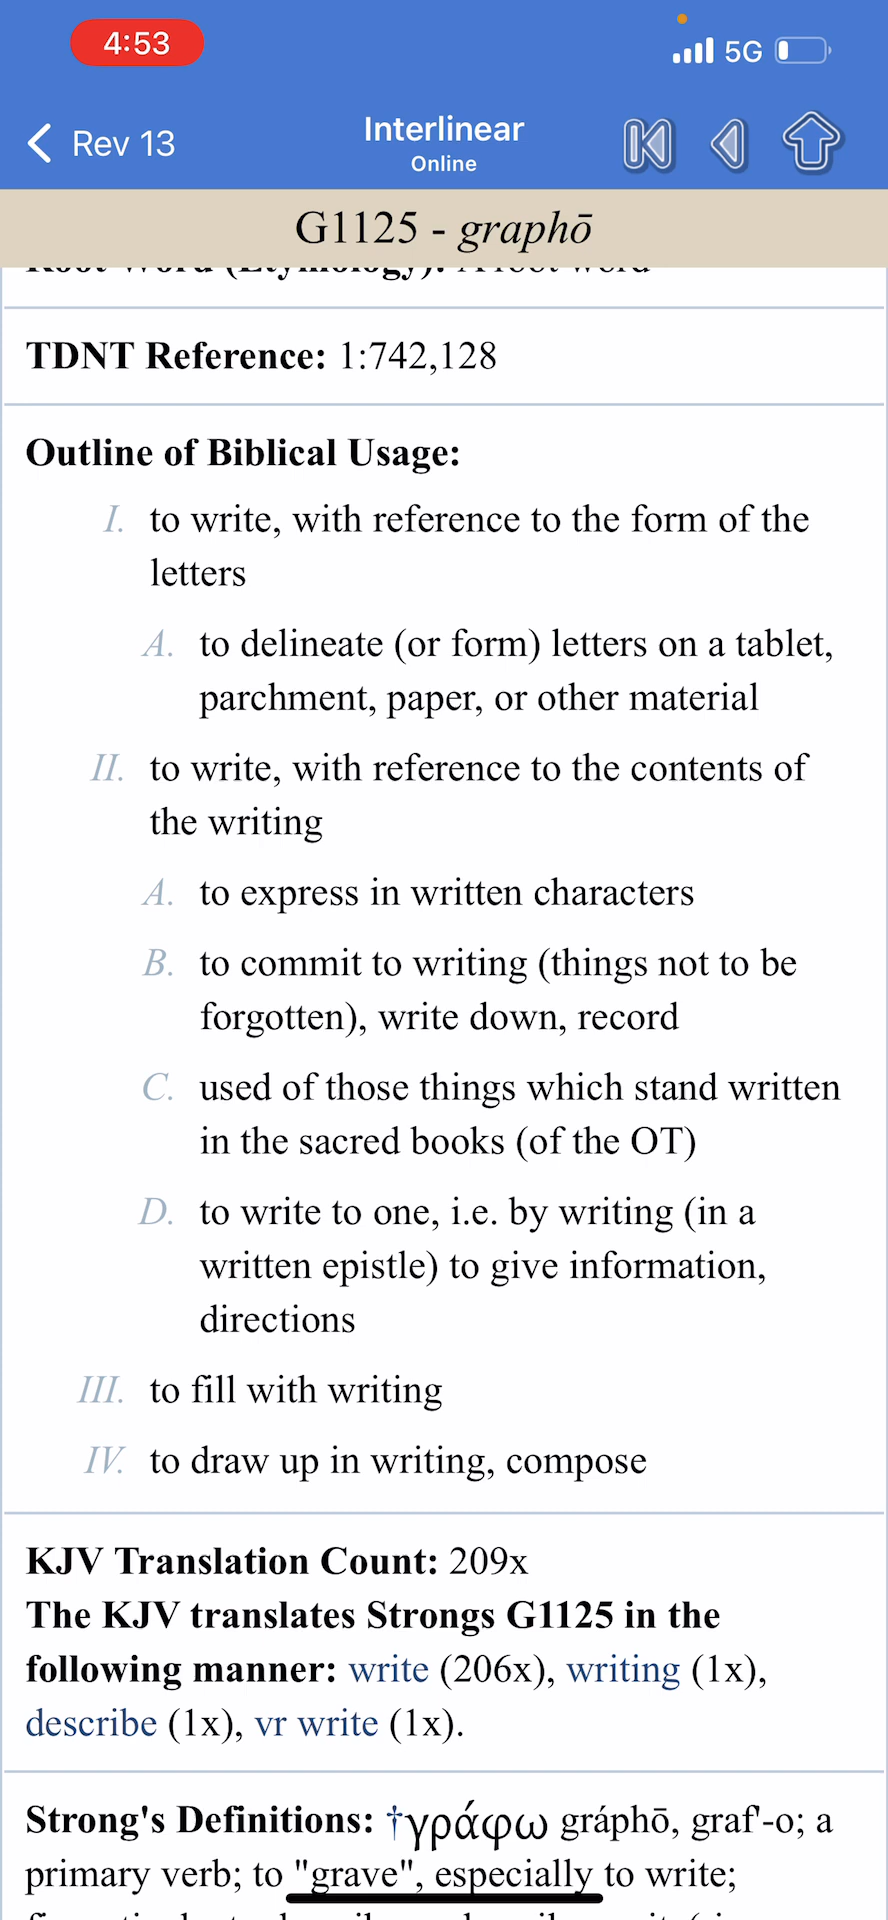 4:53
5G
Rev 13
Interlinear
Online
G1125 - graphō
Root Word (Etymology): A root word
TDNT Reference: 1:742,128
Outline of Biblical Usage:
I. to write, with reference to the form of the
letters
A. to delineate (or form) letters on a tablet,
parchment, paper, or other material
II. to write, with reference to the contents of
the writing
A. to express in written characters
B. to commit to writing (things not to be
forgotten), write down, record
C. used of those things which stand written
in the sacred books (of the OT)
D. to write to one, i.e. by writing (in a
written epistle) to give information,
directions
III. to fill with writing
IV. to draw up in writing, compose
KJV Translation Count: 209x
The KJV translates Strongs G1125 in the
following manner: write (206x), writing (1x),
describe (1x), vr write (1x).
Strong's Definitions: †γράφω gráphō, graf'-o; a
primary verb; to "grave", especially to write;